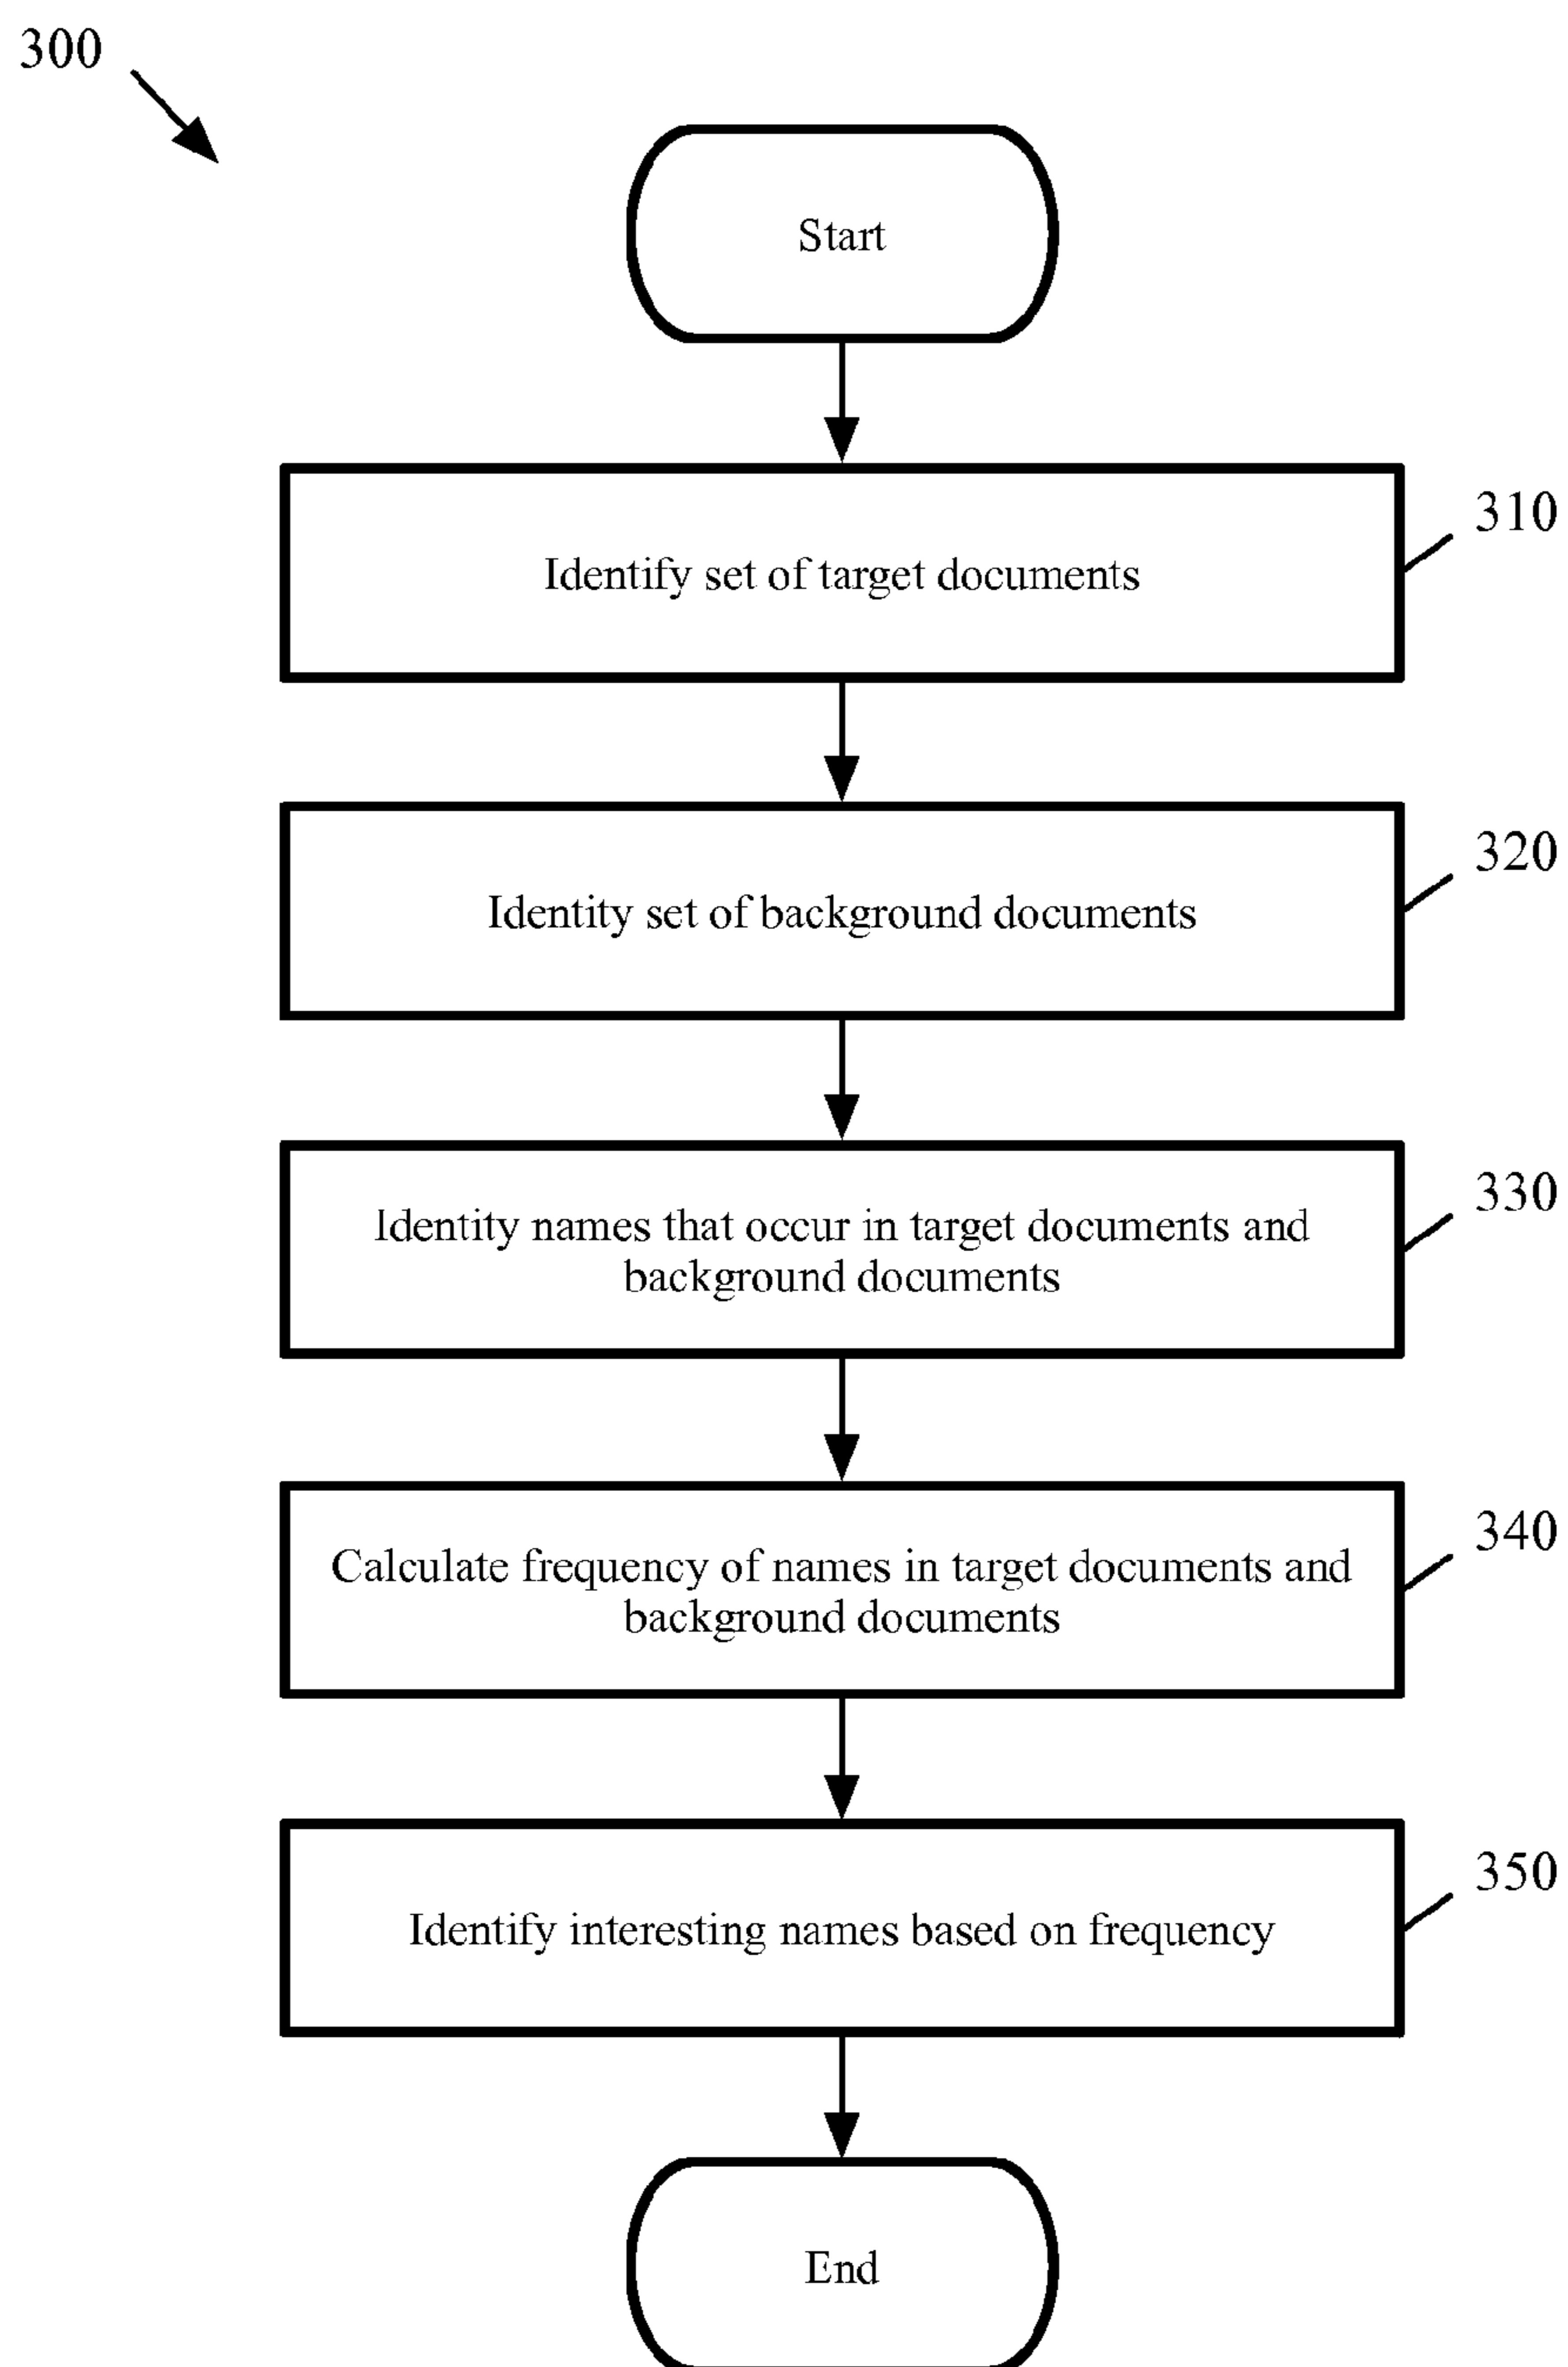 300
Start
Identify set of target documents
310
Identity set of background documents
320
Identity names that occur in target documents and
background documents
330
Calculate frequency of names in target documents and
background documents
340
Identify interesting names based on frequency
350
End